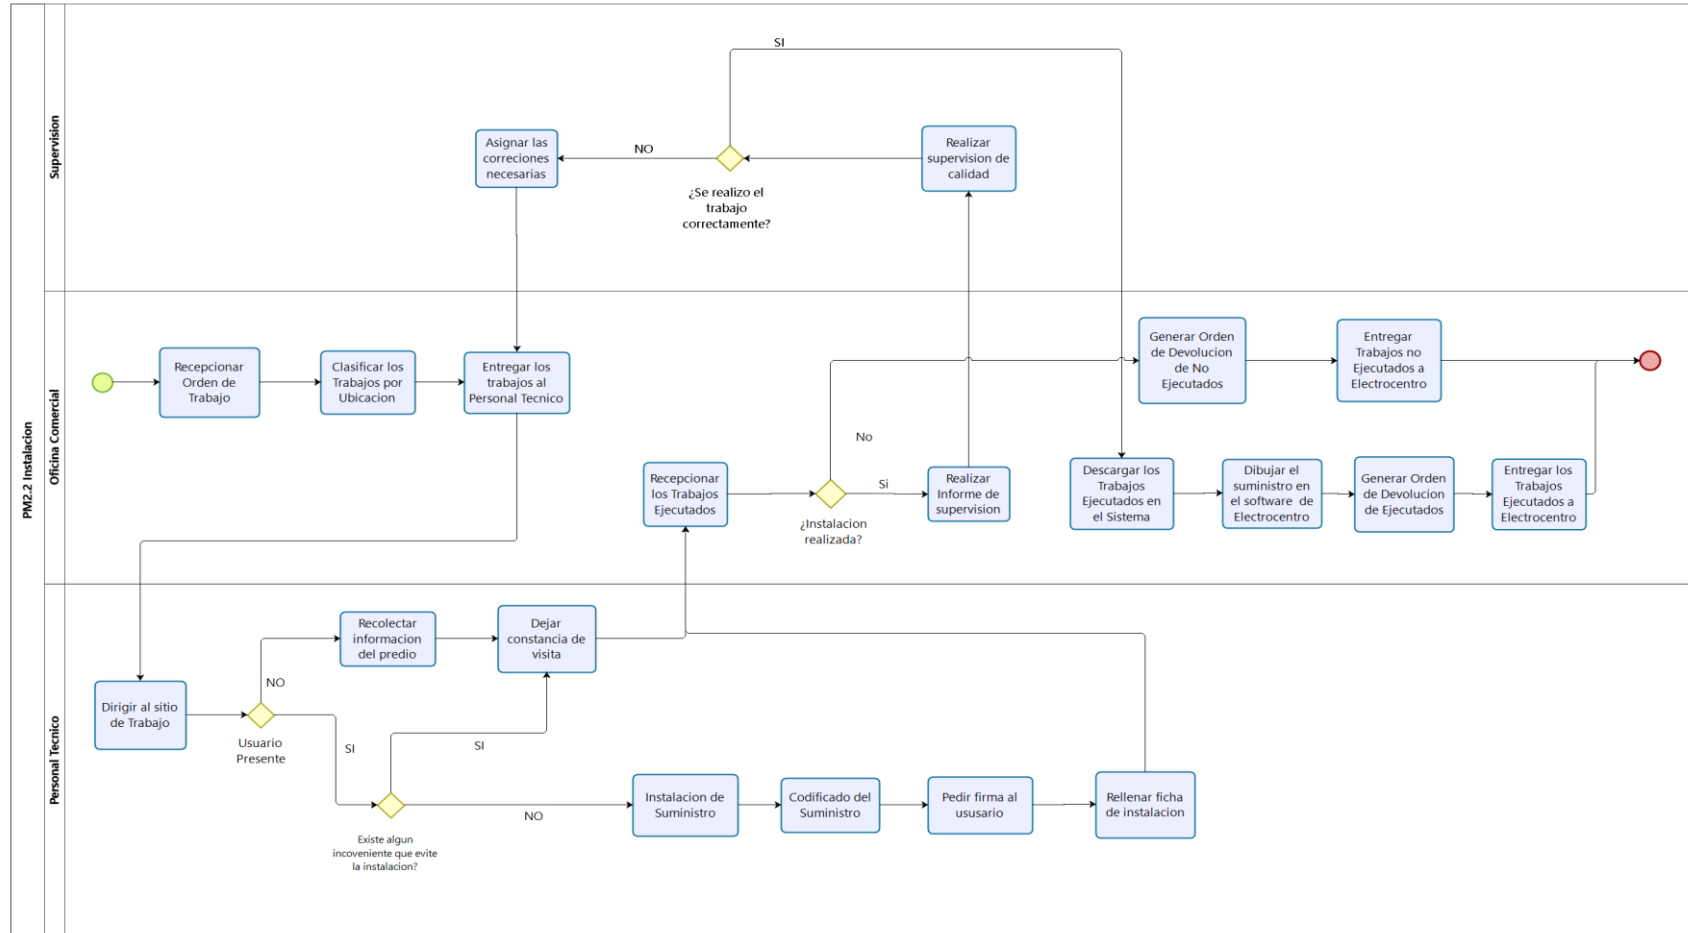 PM2.2 Instalacion
Supervision
SI
Asignar las
correciones
necesarias
NO
¿Se realizo el
trabajo
correctamente?
Realizar
supervision de
calidad
Oficina Comercial
Recepcionar
Orden de
Trabajo
Clasificar los
Trabajos por
Ubicacion
Entregar los
trabajos al
Personal Tecnico
Generar Orden
de Devolucion
de No
Ejecutados
Entregar
Trabajos no
Ejecutados a
Electrocentro
No
Recepcionar
los Trabajos
Ejecutados
¿Instalacion
realizada?
Si
Realizar
Informe de
supervision
Descargar los
Trabajos
Ejecutados en
el Sistema
Dibujar el
suministro en
el software de
Electrocentro
Generar Orden
de Devolucion
de Ejecutados
Entregar los
Trabajos
Ejecutados a
Electrocentro
Personal Tecnico
Recolectar
informacion
del predio
Dejar
constancia de
visita
NO
Dirigir al sitio
de Trabajo
Usuario
Presente
SI
SI
Existe algun
incoveniente que evite
la instalacion?
NO
Instalacion de
Suministro
Codificado del
Suministro
Pedir firma al
ususario
Rellenar ficha
de instalacion